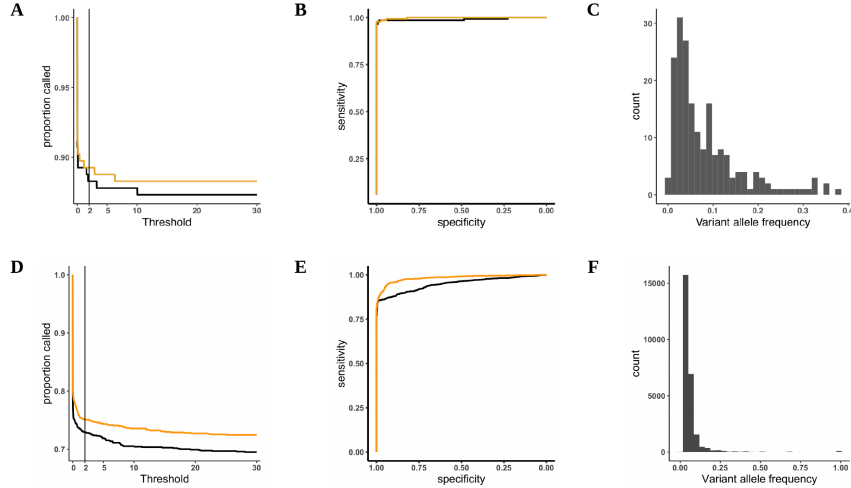 A
B
C
1.00
0.95
0.90
proportion called
0 2 5 10 20 30
Threshold
1.00
0.75
0.50
0.25
sensitivity
1.00 0.75 0.50 0.25 0.00
specificity
30
20
10
0
count
0.0 0.1 0.2 0.3 0.4
Variant allele frequency
D
E
F
1.0
0.9
0.8
0.7
proportion called
0 2 5 10 20 30
Threshold
1.00
0.75
0.50
0.25
0.00
sensitivity
1.00 0.75 0.50 0.25 0.00
specificity
15000
10000
5000
0
count
0.00 0.25 0.50 0.75 1.00
Variant allele frequency